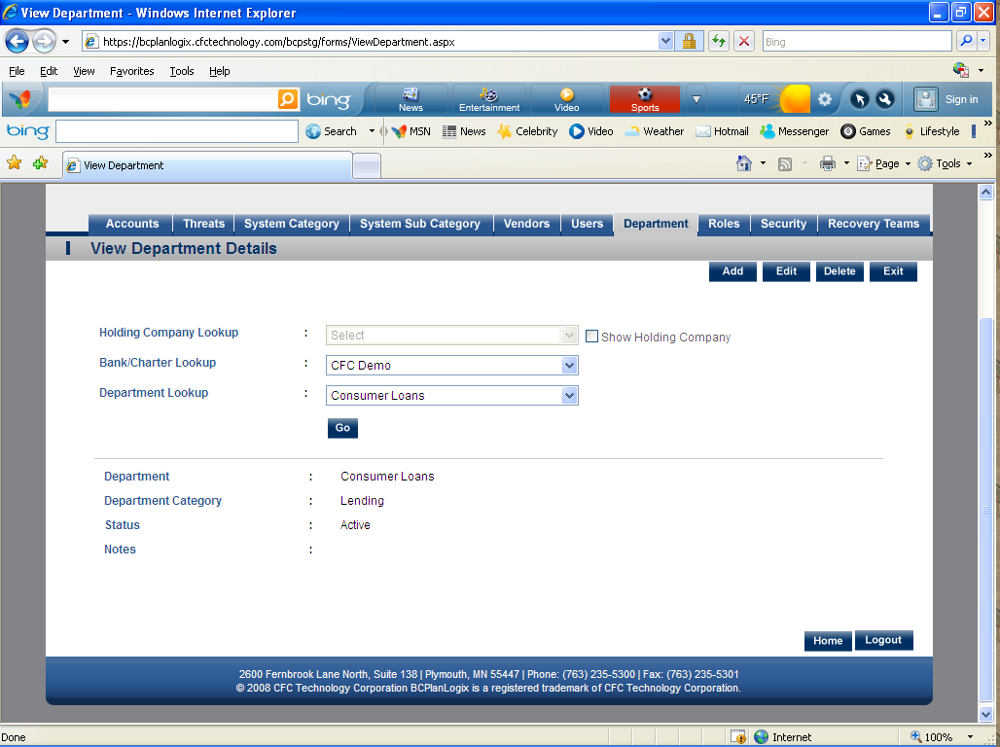 View Department - Windows Internet Explorer
https://bcplanlogix.cfctechnology.com/bcpstg/forms/ViewDepartment.aspx
Bing
File Edit View Favorites Tools Help
bing News Entertainment Video Sports 45°F Sign in
bing Search MSN News Celebrity Video Weather Hotmail Messenger Games Lifestyle
View Department Page Tools
Accounts Threats System Category System Sub Category Vendors Users Department Roles Security Recovery Teams
View Department Details
Add Edit Delete Exit
Holding Company Lookup : Select Show Holding Company
Bank/Charter Lookup : CFC Demo
Department Lookup : Consumer Loans
Go
Department : Consumer Loans
Department Category : Lending
Status : Active
Notes :
Home Logout
2600 Fernbrook Lane North, Suite 138 | Plymouth, MN 55447 | Phone: (763) 235-5300 | Fax: (763) 235-5301
© 2008 CFC Technology Corporation BCPlanLogix is a registered trademark of CFC Technology Corporation.
Done Internet 100%